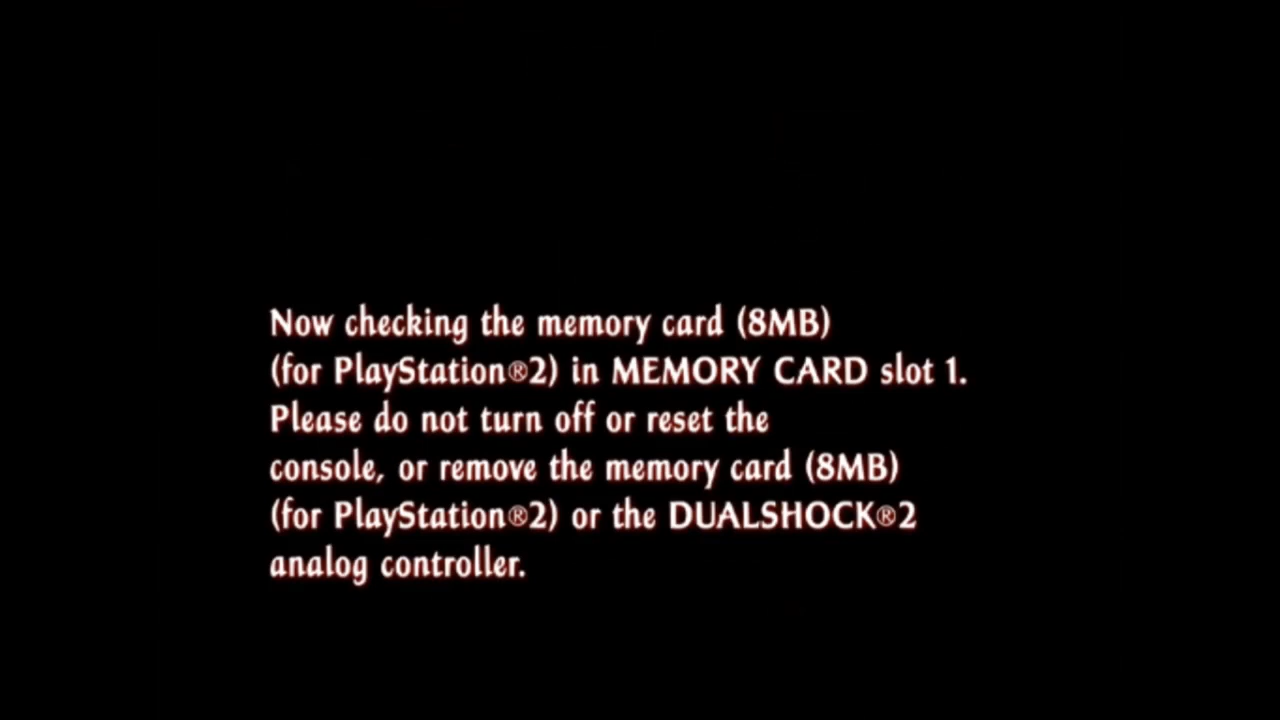 Now checking the memory card (8MB)
(for PlayStation®2) in MEMORY CARD slot 1.
Please do not turn off or reset the
console, or remove the memory card (8MB)
(for PlayStation®2) or the DUALSHOCK®2
analog controller.